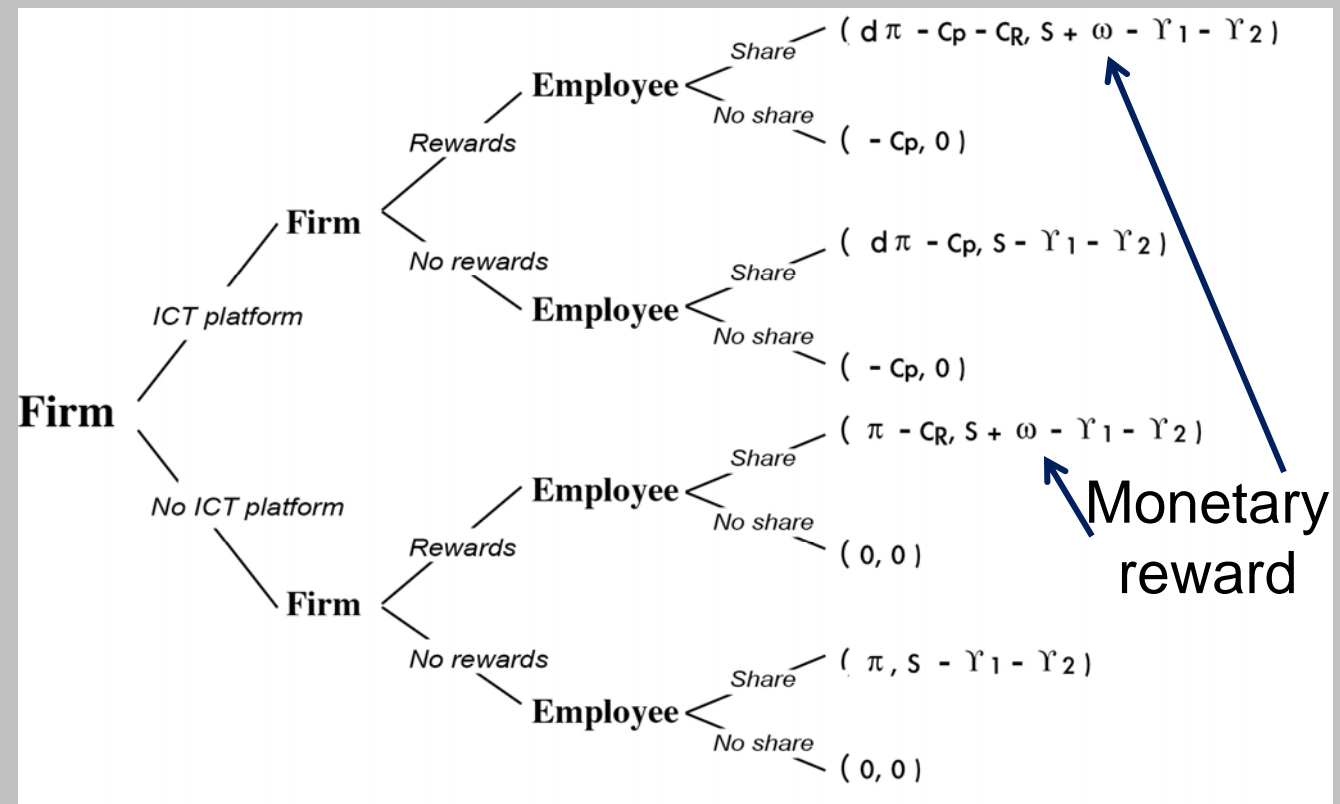 ( d π - Cp - CR, S + ω - ϒ1 - ϒ2 )
Share
Employee
No share
( - Cp, 0 )
Rewards
Firm
No rewards
( d π - Cp, S - ϒ1 - ϒ2 )
Share
Employee
No share
( - Cp, 0 )
ICT platform
Firm
No ICT platform
( π - CR, S + ω - ϒ1 - ϒ2 )
Share
Employee
No share
( 0, 0 )
Rewards
Firm
No rewards
( π , S - ϒ1 - ϒ2 )
Share
Employee
No share
( 0, 0 )
Monetary
reward